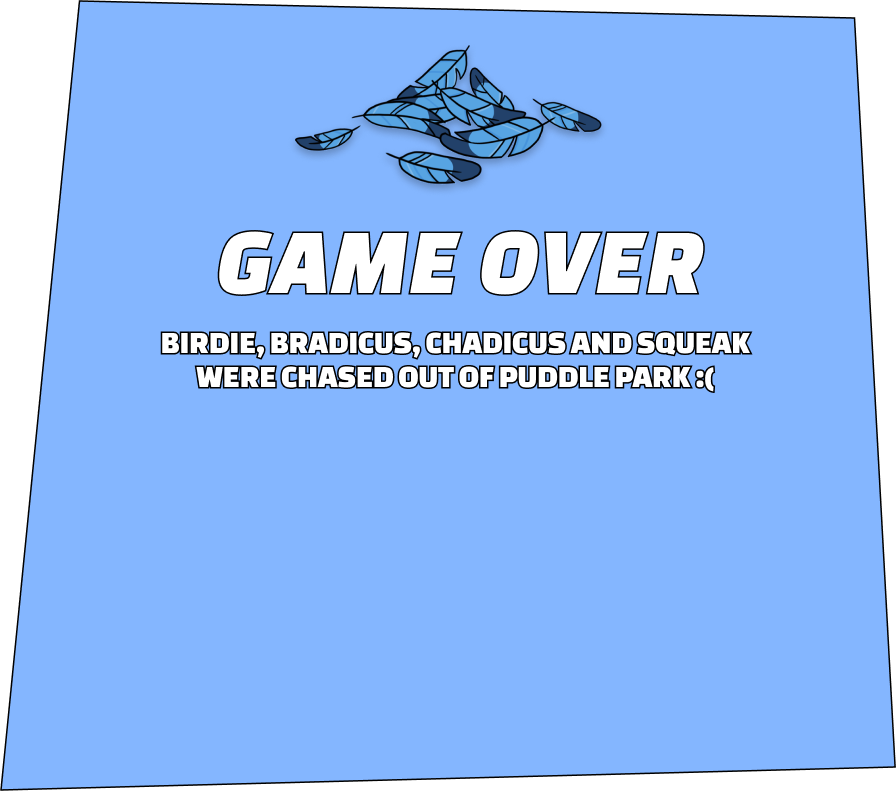 GAME OVER
BIRDIE, BRADICUS, CHADICUS AND SQUEAK
WERE CHASED OUT OF PUDDLE PARK :(